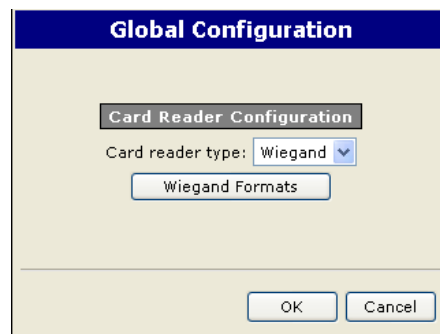 Global Configuration
Card Reader Configuration
Card reader type: Wiegand
Wiegand Formats
OK Cancel